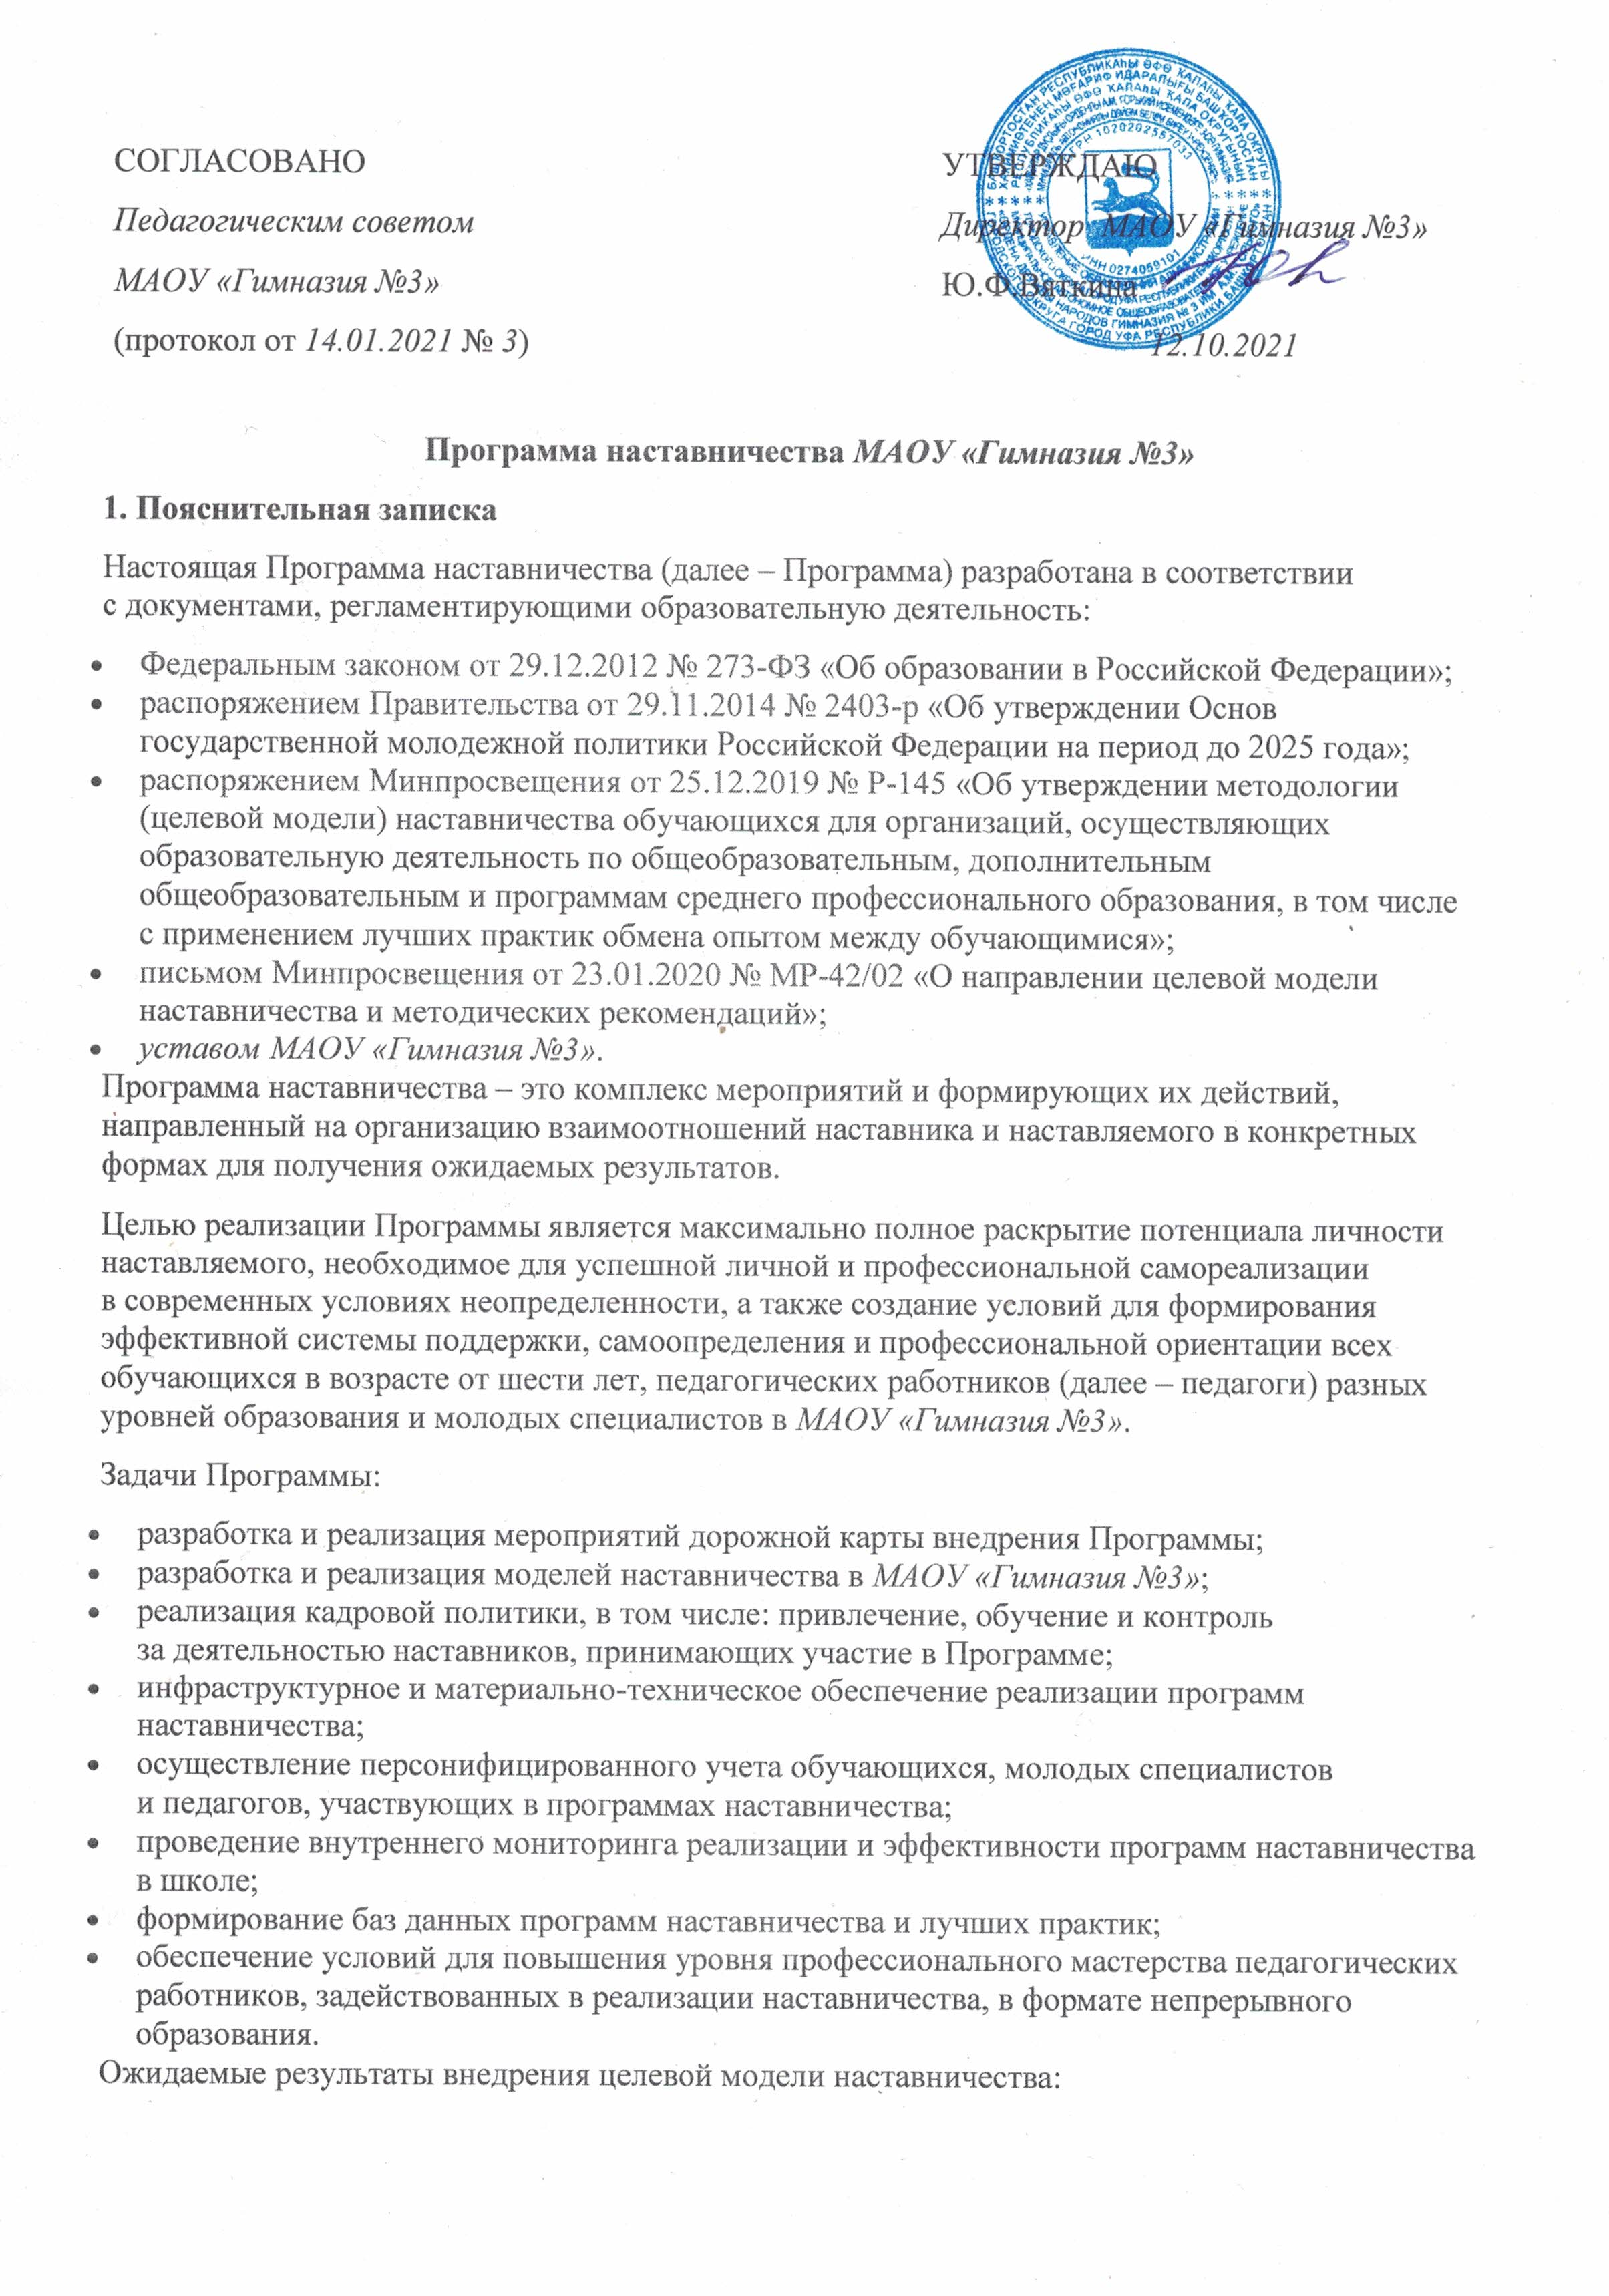 СОГЛАСОВАНО
Педагогическим советом
МАОУ «Гимназия №3»
(протокол от 14.01.2021 № 3)
УТВЕРЖДАЮ
Директор МАОУ «Гимназия №3»
Ю.Ф.Вяткина
12.10.2021
ОГРН 1020202557033
ИНН 0274059101
Программа наставничества МАОУ «Гимназия №3»
1. Пояснительная записка
Настоящая Программа наставничества (далее – Программа) разработана в соответствии
с документами, регламентирующими образовательную деятельность:
• Федеральным законом от 29.12.2012 № 273-ФЗ «Об образовании в Российской Федерации»;
• распоряжением Правительства от 29.11.2014 № 2403-р «Об утверждении Основ
государственной молодежной политики Российской Федерации на период до 2025 года»;
• распоряжением Минпросвещения от 25.12.2019 № Р-145 «Об утверждении методологии
(целевой модели) наставничества обучающихся для организаций, осуществляющих
образовательную деятельность по общеобразовательным, дополнительным
общеобразовательным и программам среднего профессионального образования, в том числе
с применением лучших практик обмена опытом между обучающимися»;
• письмом Минпросвещения от 23.01.2020 № МР-42/02 «О направлении целевой модели
наставничества и методических рекомендаций»;
• уставом МАОУ «Гимназия №3».
Программа наставничества – это комплекс мероприятий и формирующих их действий,
направленный на организацию взаимоотношений наставника и наставляемого в конкретных
формах для получения ожидаемых результатов.
Целью реализации Программы является максимально полное раскрытие потенциала личности
наставляемого, необходимое для успешной личной и профессиональной самореализации
в современных условиях неопределенности, а также создание условий для формирования
эффективной системы поддержки, самоопределения и профессиональной ориентации всех
обучающихся в возрасте от шести лет, педагогических работников (далее – педагоги) разных
уровней образования и молодых специалистов в МАОУ «Гимназия №3».
Задачи Программы:
• разработка и реализация мероприятий дорожной карты внедрения Программы;
• разработка и реализация моделей наставничества в МАОУ «Гимназия №3»;
• реализация кадровой политики, в том числе: привлечение, обучение и контроль
за деятельностью наставников, принимающих участие в Программе;
• инфраструктурное и материально-техническое обеспечение реализации программ
наставничества;
• осуществление персонифицированного учета обучающихся, молодых специалистов
и педагогов, участвующих в программах наставничества;
• проведение внутреннего мониторинга реализации и эффективности программ наставничества
в школе;
• формирование баз данных программ наставничества и лучших практик;
• обеспечение условий для повышения уровня профессионального мастерства педагогических
работников, задействованных в реализации наставничества, в формате непрерывного
образования.
Ожидаемые результаты внедрения целевой модели наставничества: